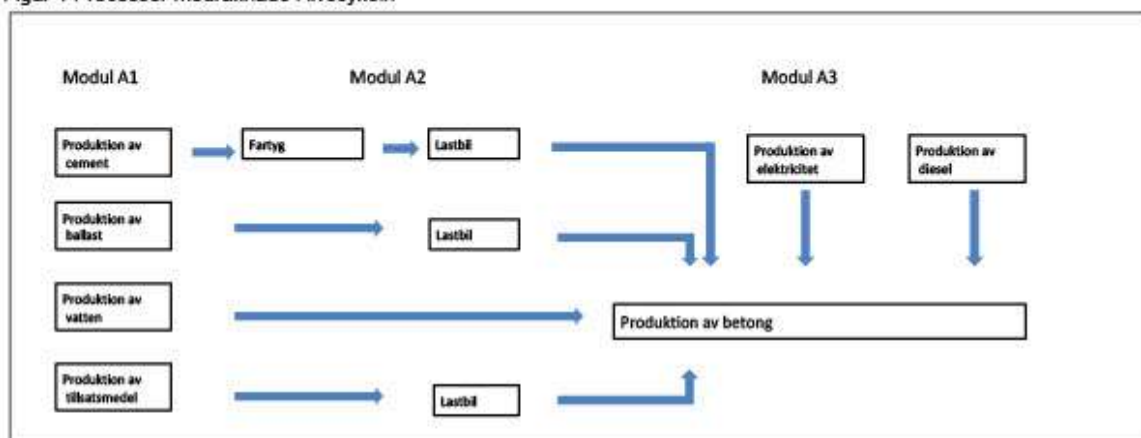 Modul A1
Modul A2
Modul A3
Produktion av
cement
Fartyg
Lastbil
Produktion av
elektricitet
Produktion av
diesel
Produktion av
ballast
Lastbil
Produktion av
vatten
Produktion av betong
Produktion av
tillsatsmedel
Lastbil